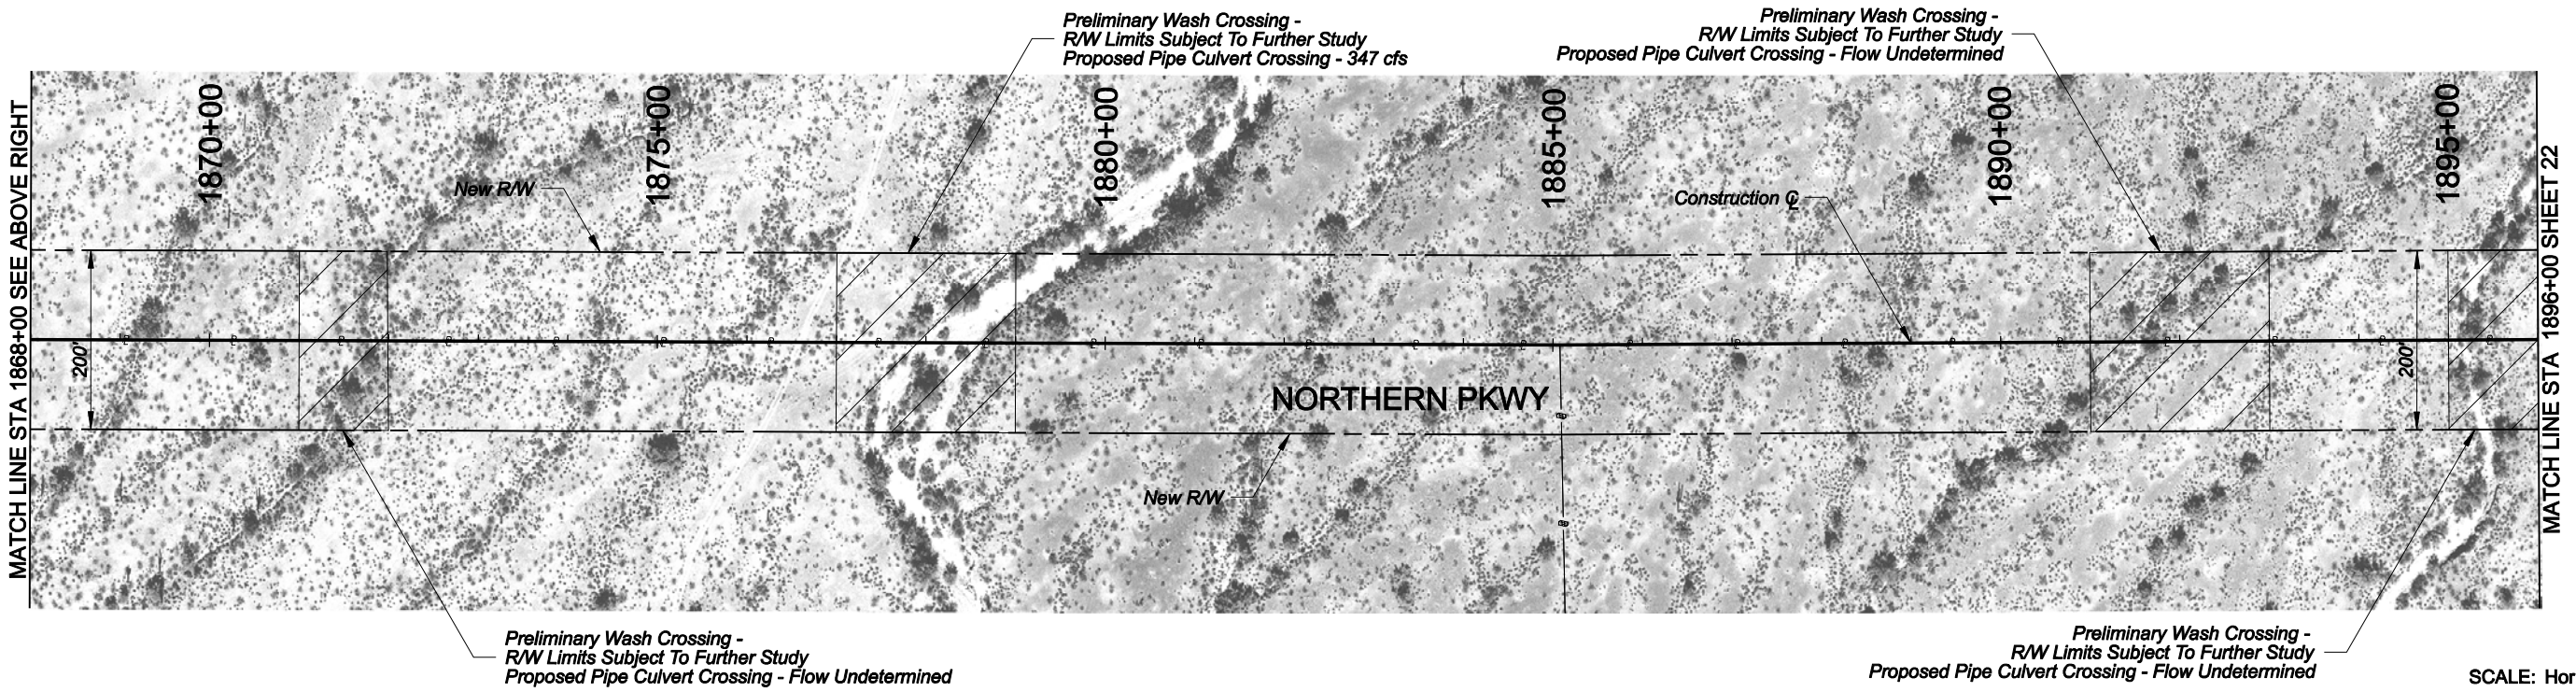 Preliminary Wash Crossing -
R/W Limits Subject To Further Study
Proposed Pipe Culvert Crossing - 347 cfs
Preliminary Wash Crossing -
R/W Limits Subject To Further Study
Proposed Pipe Culvert Crossing - Flow Undetermined
MATCH LINE STA 1868+00 SEE ABOVE RIGHT
1870+00
1875+00
1880+00
1885+00
1890+00
1895+00
MATCH LINE STA 1896+00 SHEET 22
New R/W
Construction ℄
200'
200'
NORTHERN PKWY
New R/W
Preliminary Wash Crossing -
R/W Limits Subject To Further Study
Proposed Pipe Culvert Crossing - Flow Undetermined
Preliminary Wash Crossing -
R/W Limits Subject To Further Study
Proposed Pipe Culvert Crossing - Flow Undetermined
SCALE: Hor